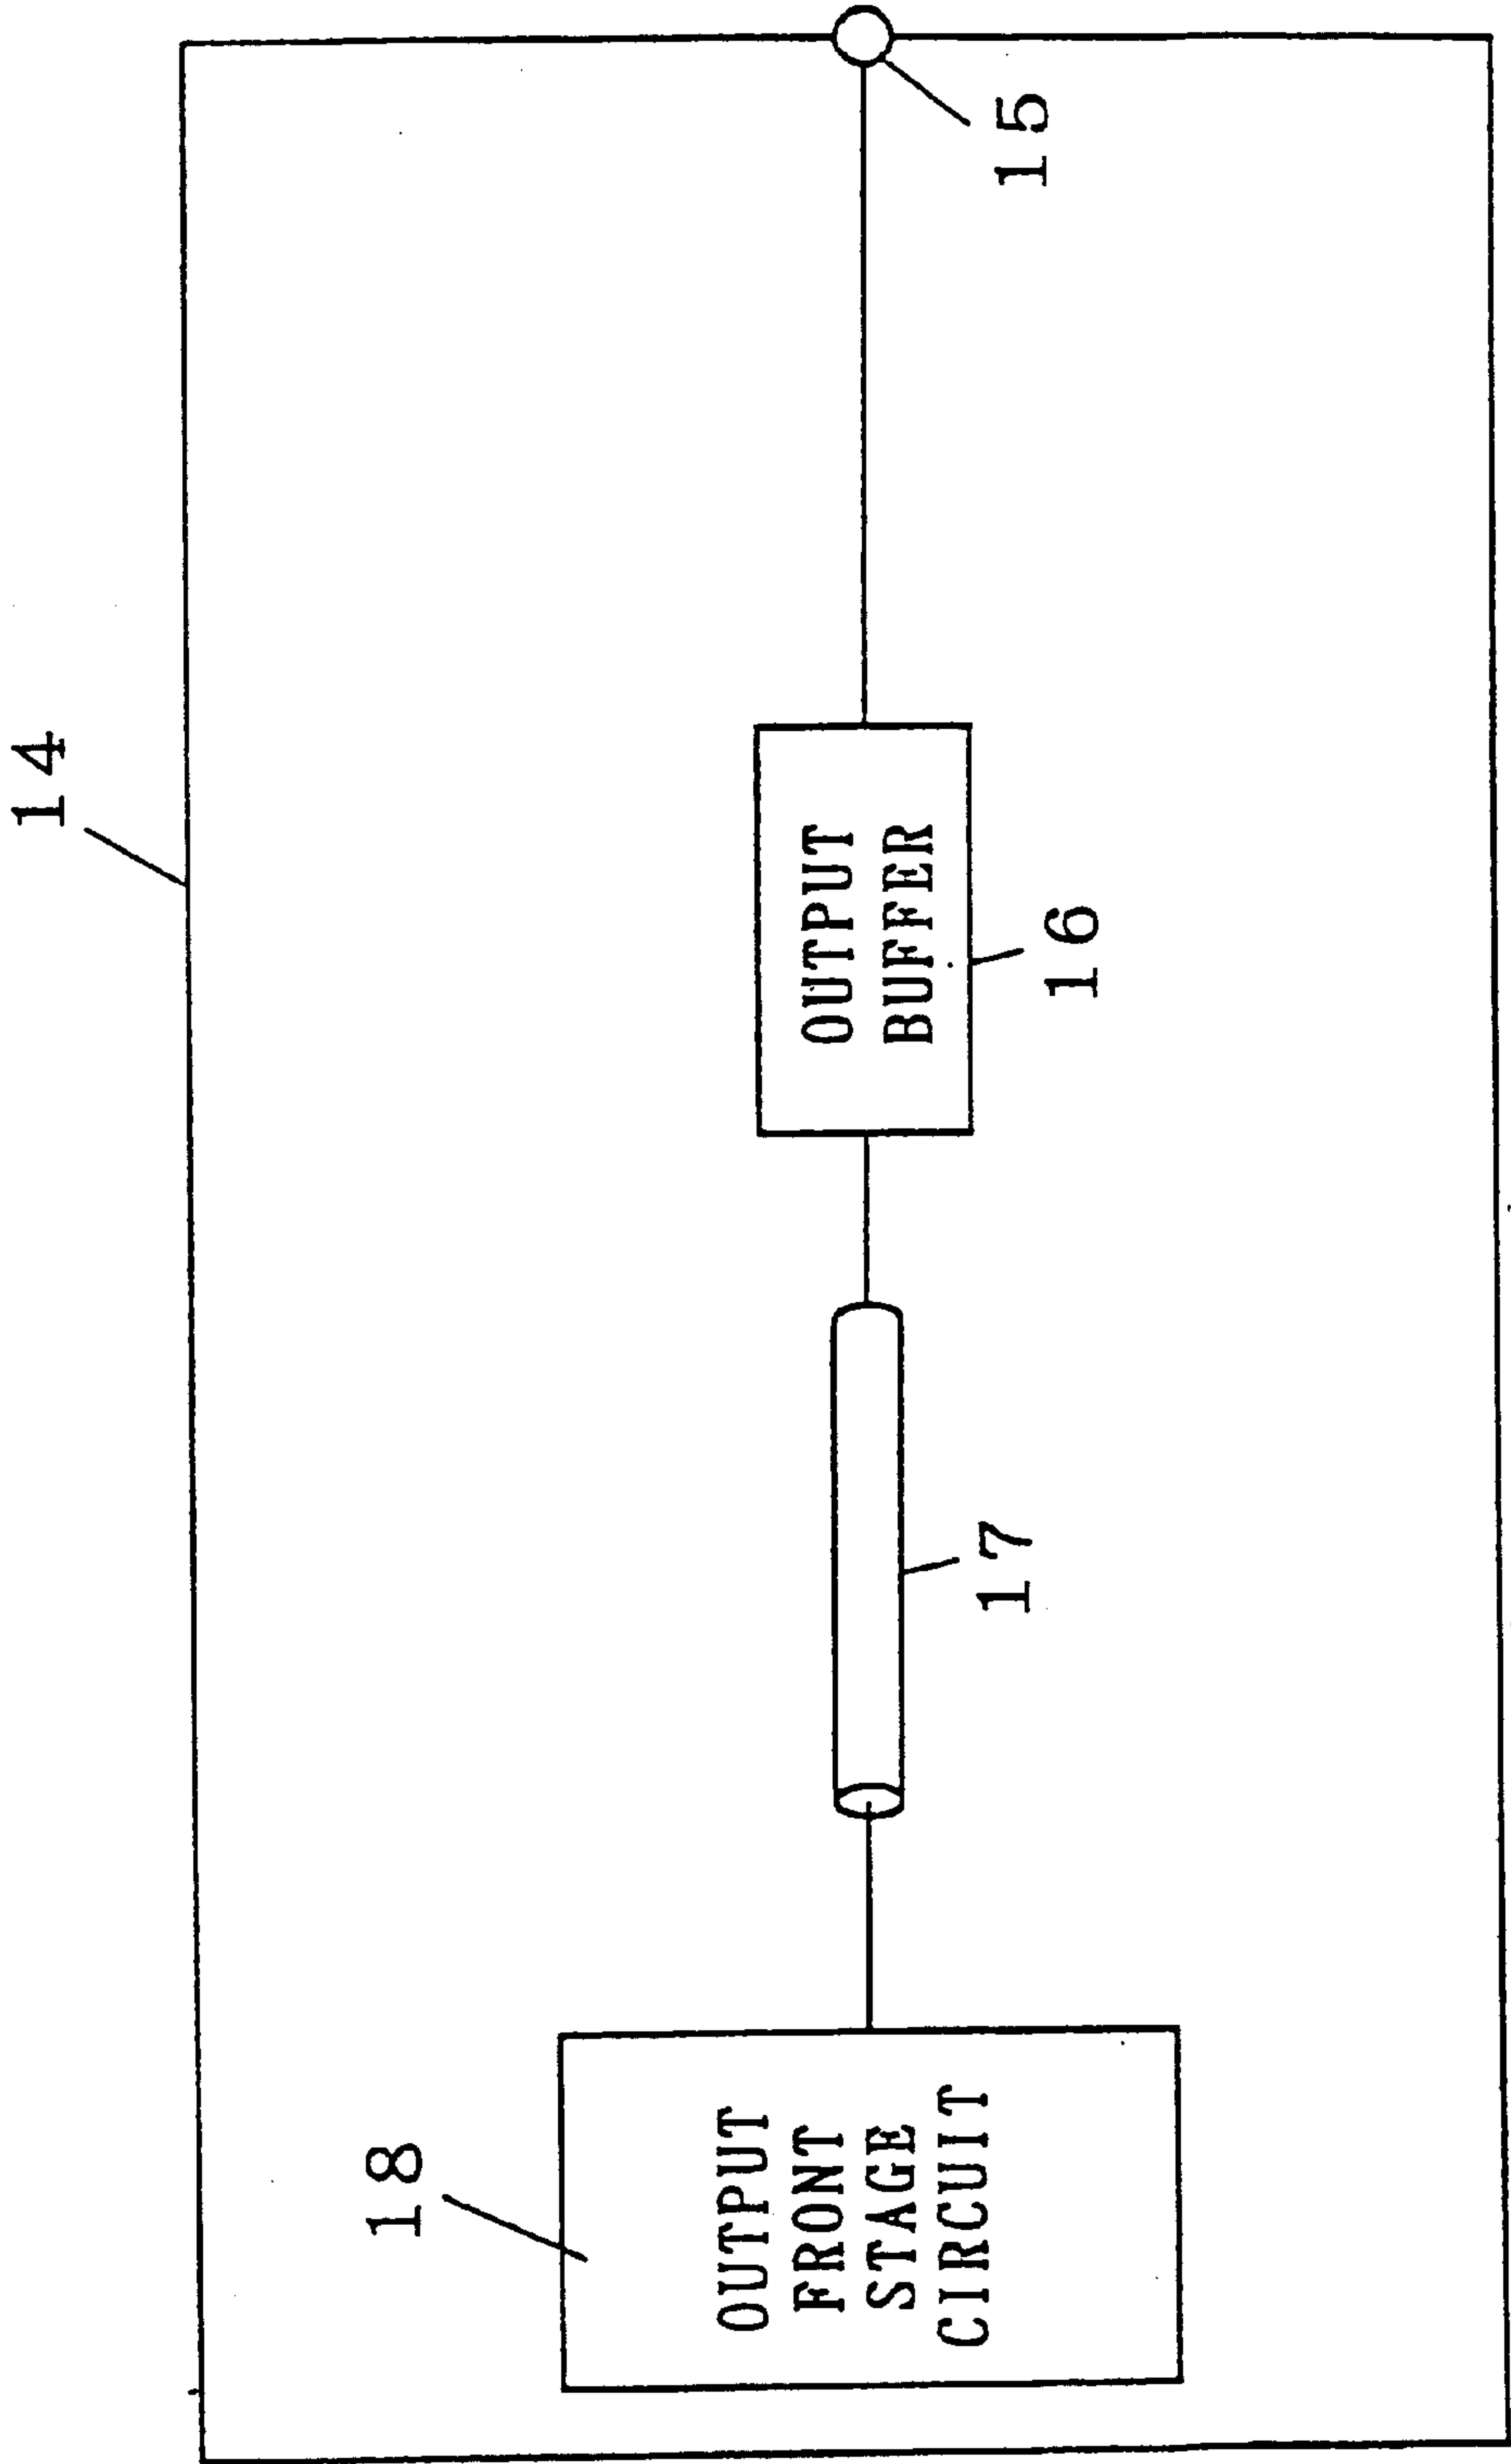 14
18
OUTPUT
FRONT
STAGE
CIRCUIT
17
OUTPUT
BUFFER
16
15